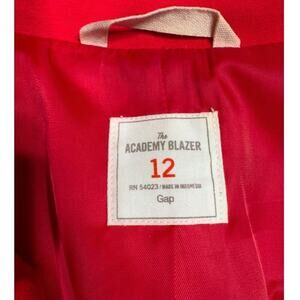 The
ACADEMY BLAZER
12
RN 54023 / MADE IN INDONESIA
Gap